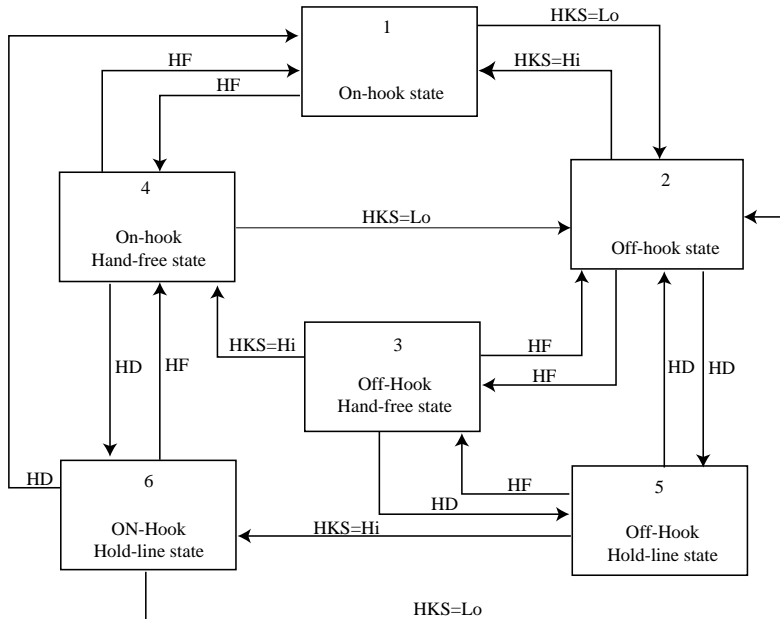 1
On-hook state
HKS=Lo
HKS=Hi
HF
HF
4
On-hook
Hand-free state
2
Off-hook state
HKS=Lo
HKS=Hi
3
Off-Hook
Hand-free state
HF
HF
HD
HF
HD
HD
HD
6
ON-Hook
Hold-line state
HF
HD
5
Off-Hook
Hold-line state
HKS=Hi
HKS=Lo